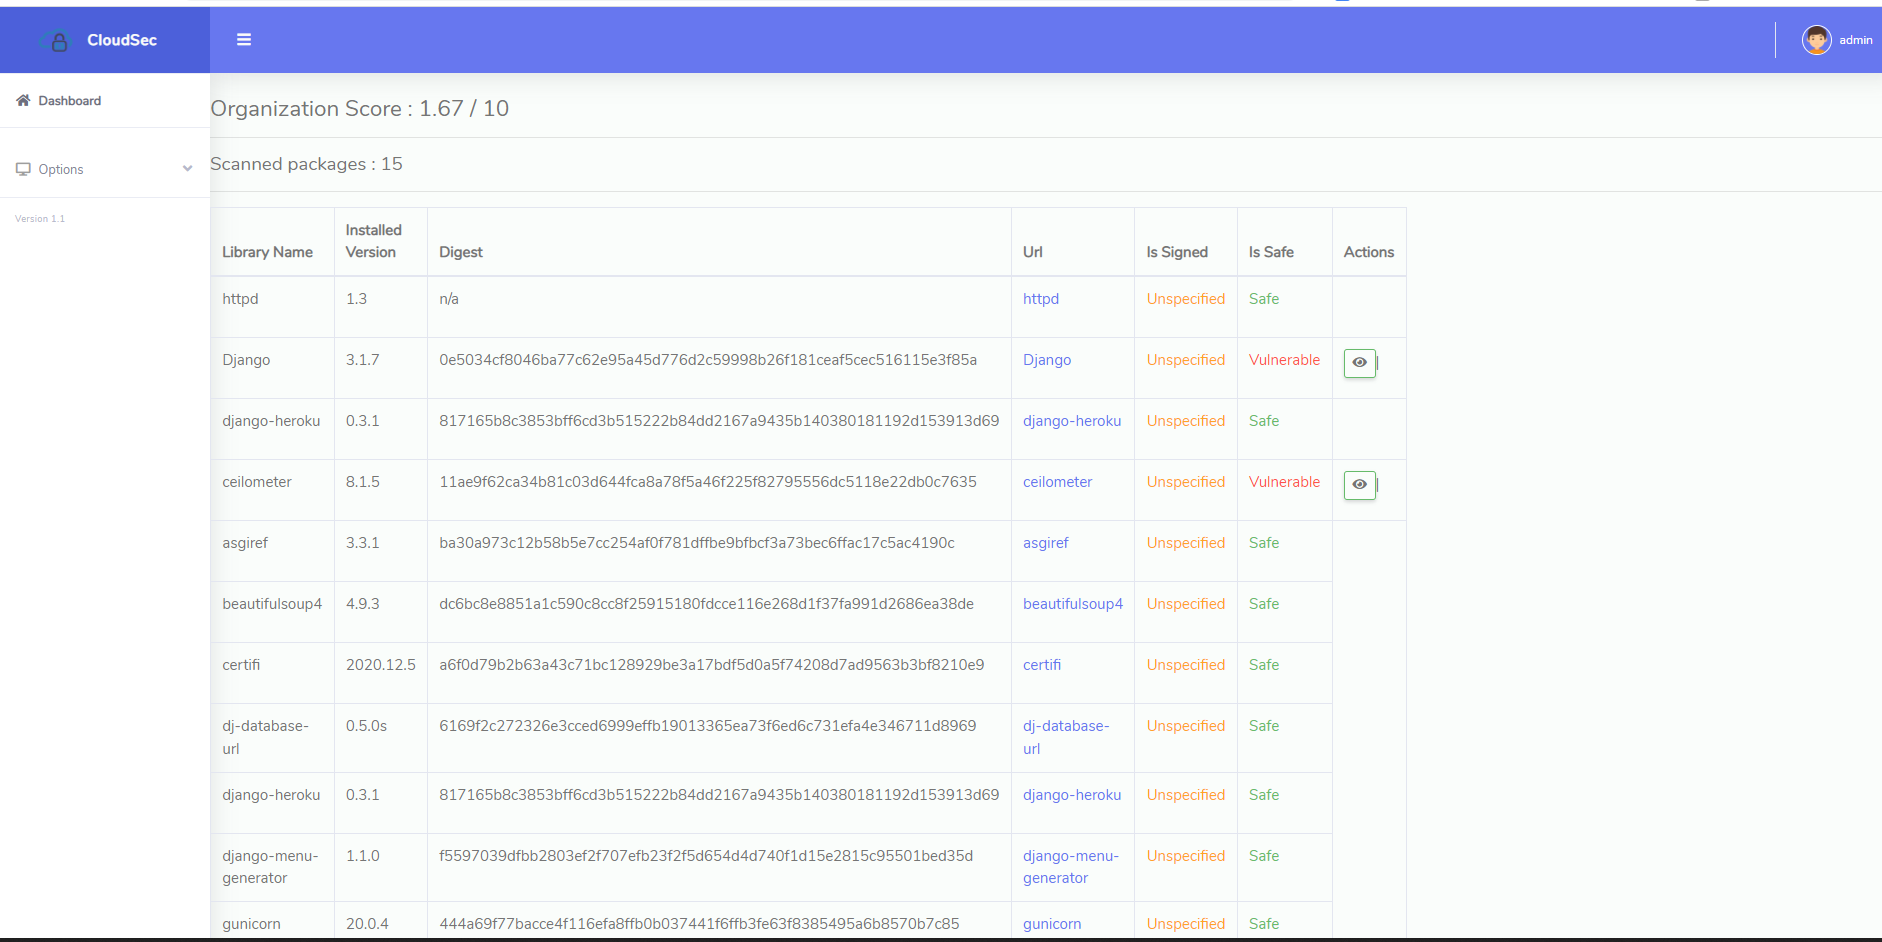 CloudSec
admin
Dashboard
Options
Version 1.1
Organization Score : 1.67 / 10
Scanned packages : 15
Library Name Installed Version Digest Url Is Signed Is Safe Actions
httpd 1.3 n/a httpd Unspecified Safe
Django 3.1.7 0e5034cf8046ba77c62e95a45d776d2c59998b26f181ceaf5cec516115e3f85a Django Unspecified Vulnerable
django-heroku 0.3.1 817165b8c3853bff6cd3b515222b84dd2167a9435b140380181192d153913d69 django-heroku Unspecified Safe
ceilometer 8.1.5 11ae9f62ca34b81c03d644fca8a78f5a46f225f82795556dc5118e22db0c7635 ceilometer Unspecified Vulnerable
asgiref 3.3.1 ba30a973c12b58b5e7cc254af0f781dffbe9bfbcf3a73bec6ffac17c5ac4190c asgiref Unspecified Safe
beautifulsoup4 4.9.3 dc6bc8e8851a1c590c8cc8f25915180fdcce116e268d1f37fa991d2686ea38de beautifulsoup4 Unspecified Safe
certifi 2020.12.5 a6f0d79b2b63a43c71bc128929be3a17bdf5d0a5f74208d7ad9563b3bf8210e9 certifi Unspecified Safe
dj-database-url 0.5.0s 6169f2c272326e3cced6999effb19013365ea73f6ed6c731efa4e346711d8969 dj-database-url Unspecified Safe
django-heroku 0.3.1 817165b8c3853bff6cd3b515222b84dd2167a9435b140380181192d153913d69 django-heroku Unspecified Safe
django-menu-generator 1.1.0 f5597039dfbb2803ef2f707efb23f2f5d654d4d740f1d15e2815c95501bed35d django-menu-generator Unspecified Safe
gunicorn 20.0.4 444a69f77bacce4f116efa8ffb0b037441f6ffb3fe63f8385495a6b8570b7c85 gunicorn Unspecified Safe